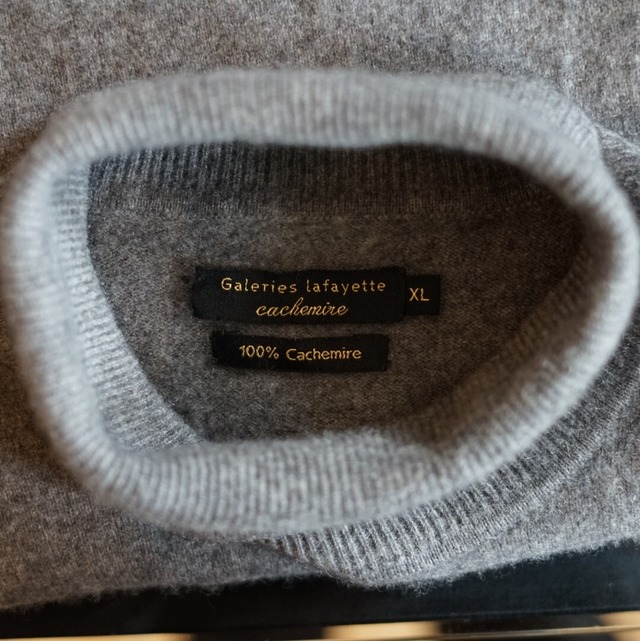 Galeries lafayette
cachemire
XL
100% Cachemire